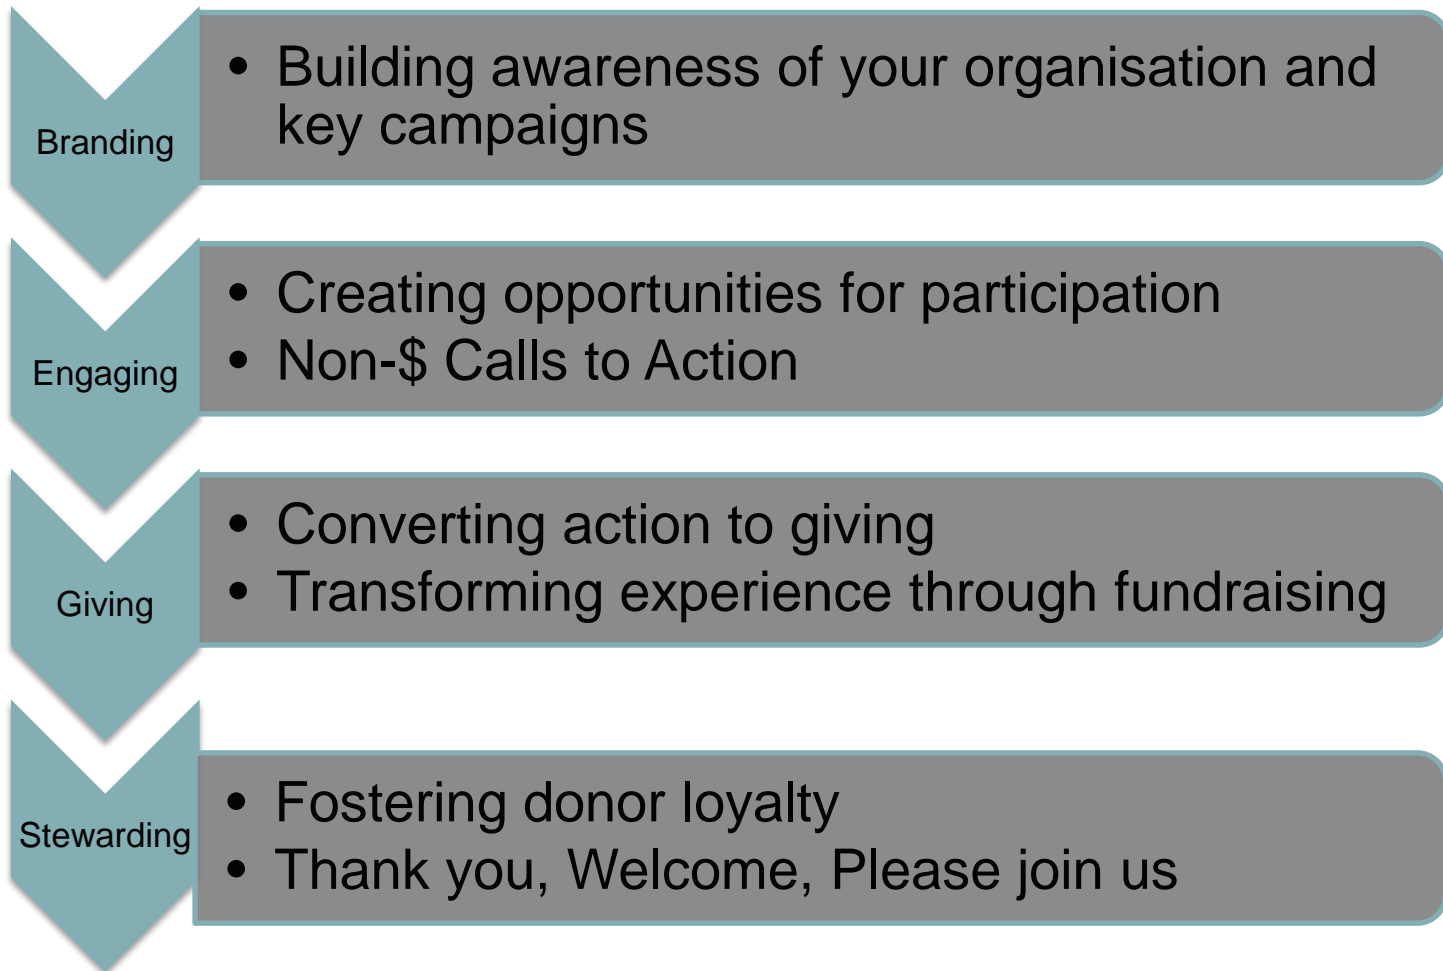 Branding
• Building awareness of your organisation and
key campaigns
Engaging
• Creating opportunities for participation
• Non-$ Calls to Action
Giving
• Converting action to giving
• Transforming experience through fundraising
Stewarding
• Fostering donor loyalty
• Thank you, Welcome, Please join us